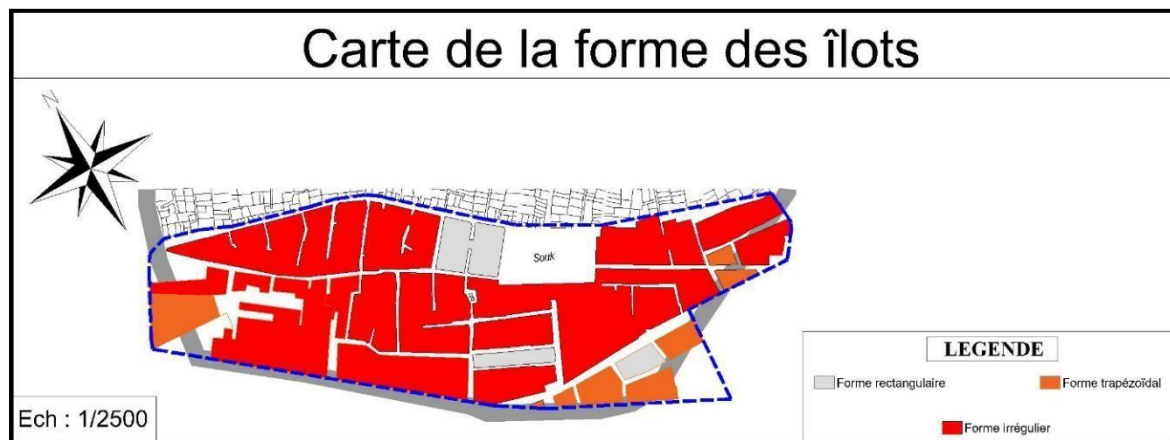 Carte de la forme des îlots
N
Souk
LEGENDE
Forme rectangulaire
Forme trapézoïdal
Forme irrégulier
Ech : 1/2500